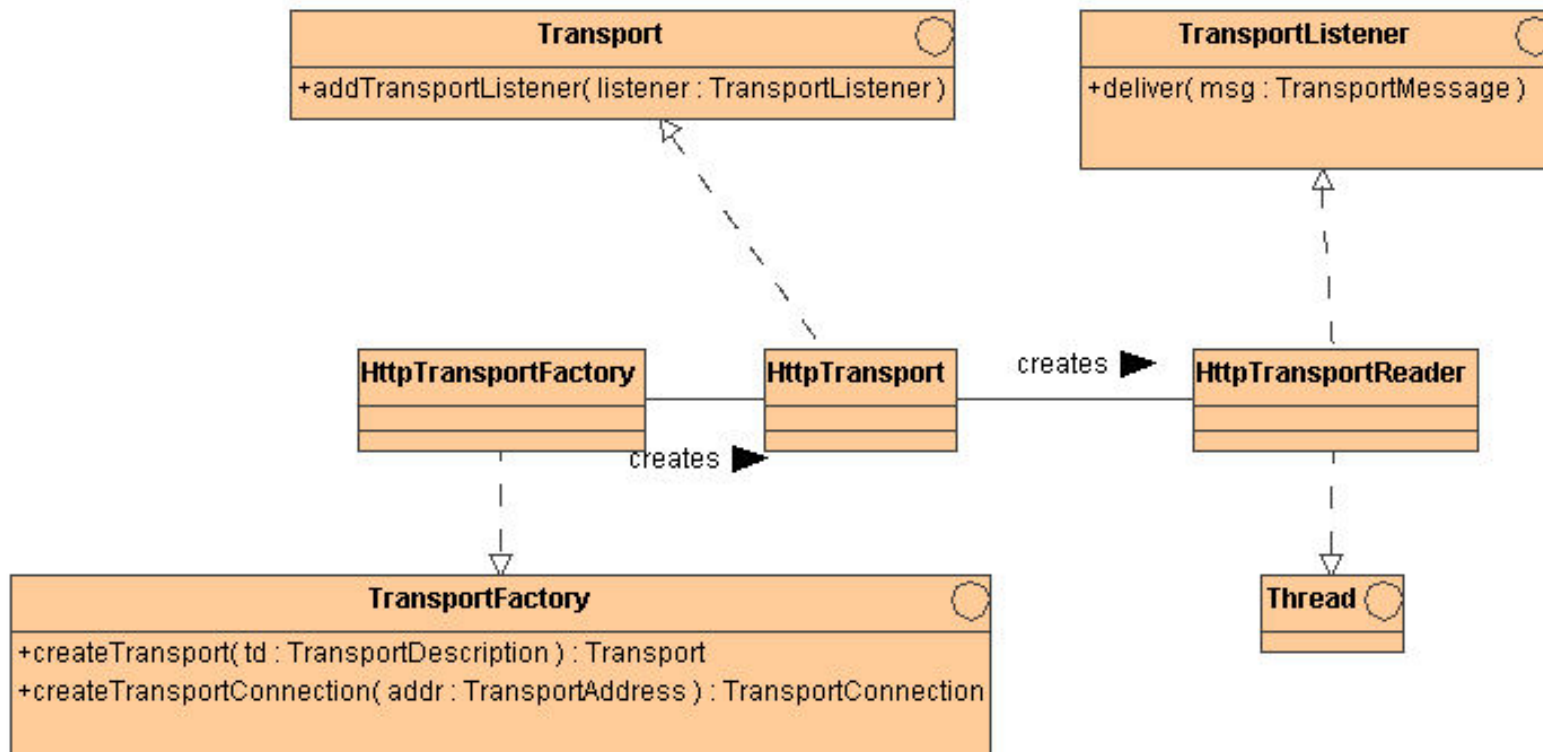 Transport
+addTransportListener( listener : TransportListener )
TransportListener
+deliver( msg : TransportMessage )
HttpTransportFactory
creates
HttpTransport
creates
HttpTransportReader
TransportFactory
+createTransport( td : TransportDescription ) : Transport
+createTransportConnection( addr : TransportAddress ) : TransportConnection
Thread